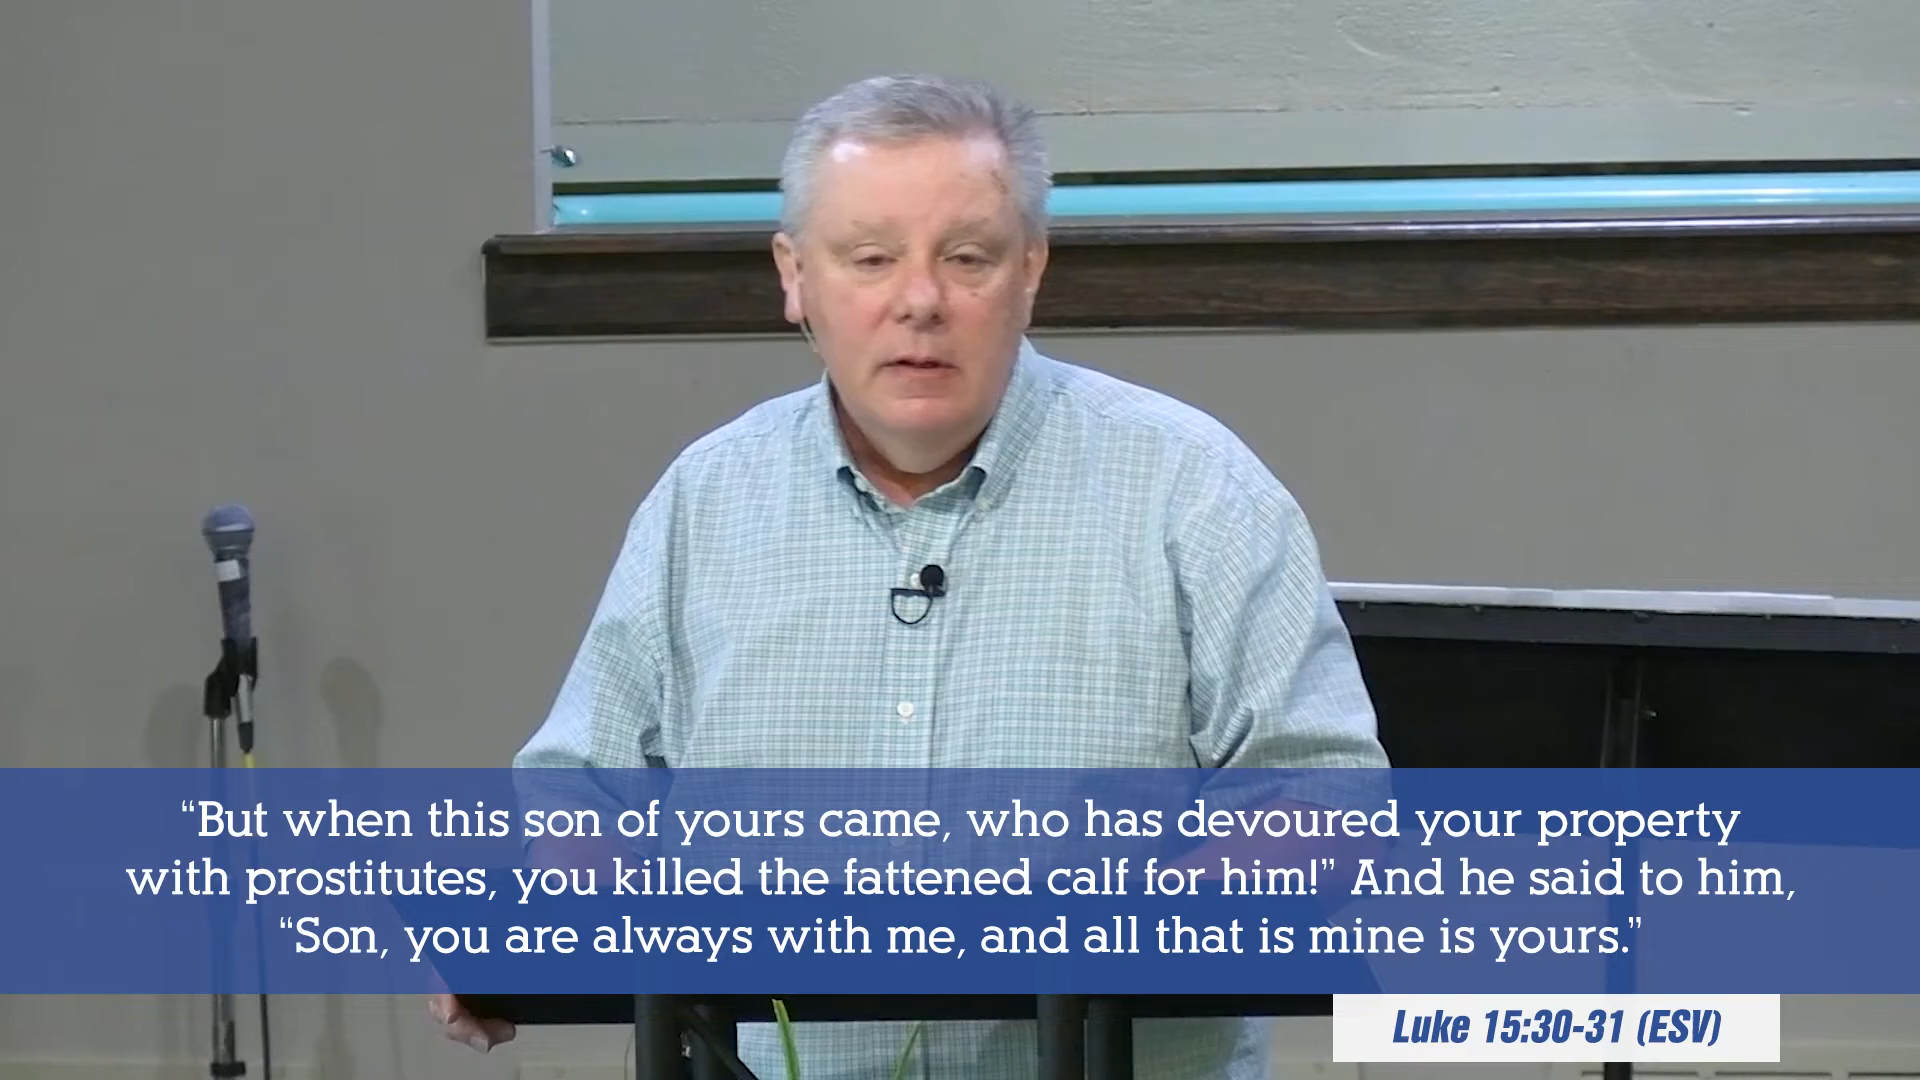 “But when this son of yours came, who has devoured your property
with prostitutes, you killed the fattened calf for him!” And he said to him,
“Son, you are always with me, and all that is mine is yours.”
Luke 15:30-31 (ESV)